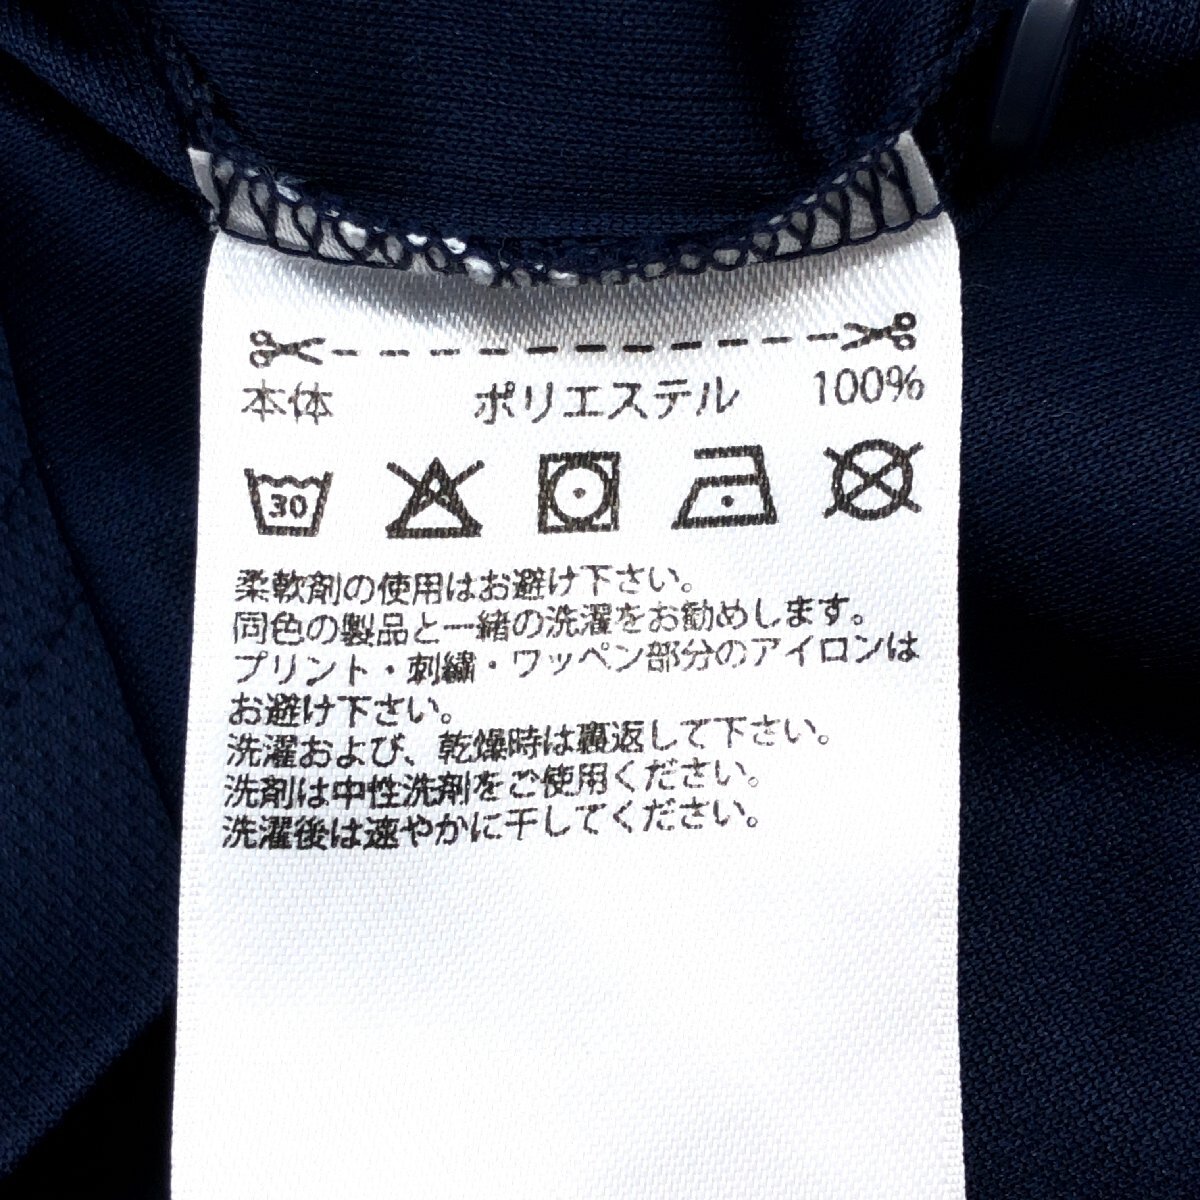 本体 ポリエステル 100%
30
柔軟剤の使用はお避け下さい。
同色の製品と一緒の洗濯をお勧めします。
プリント・刺繍・ワッペン部分のアイロンは
お避け下さい。
洗濯および、乾燥時は裏返して下さい。
洗剤は中性洗剤をご使用ください。
洗濯後は速やかに干してください。